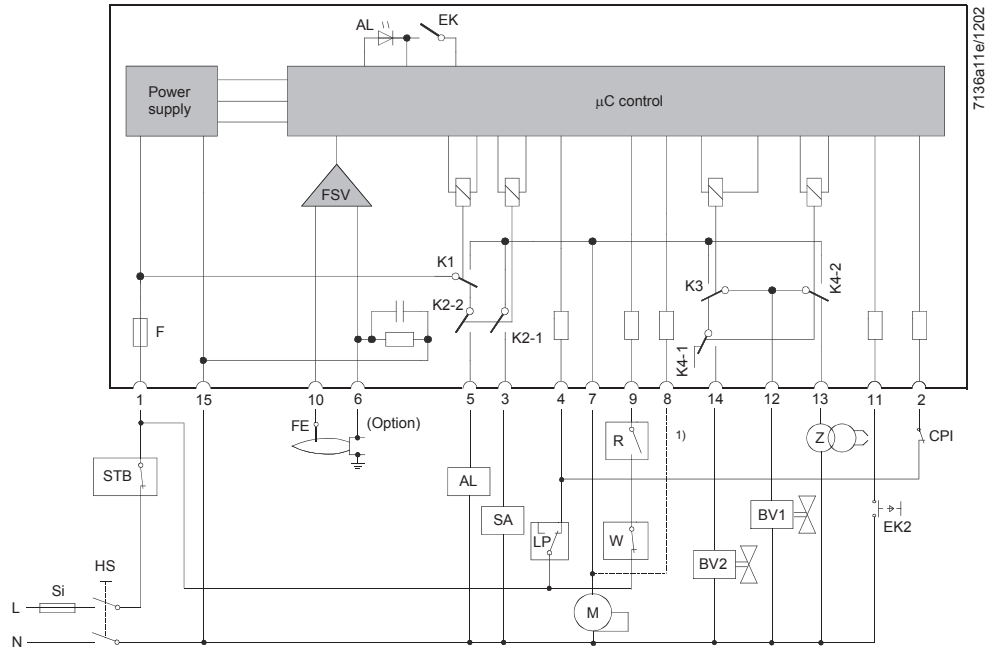 7136a11e/1202
AL
EK
Power
supply
µC control
FSV
K1
K2-2
K2-1
K3
K4-2
K4-1
F
1
15
10
6
5
3
4
7
9
8
14
12
13
11
2
FE
(Option)
1)
R
Z
CPI
STB
AL
SA
LP
W
BV1
BV2
EK2
HS
Si
L
M
N